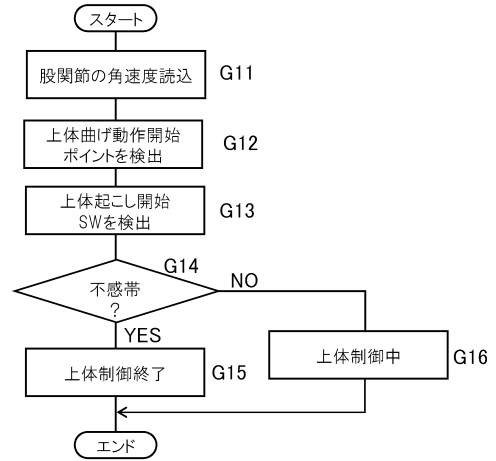 スタート
股関節の角速度読込
G11
上体曲げ動作開始
ポイントを検出
G12
上体起こし開始
SWを検出
G13
G14
不感帯
?
NO
YES
上体制御終了
G15
上体制御中
G16
エンド